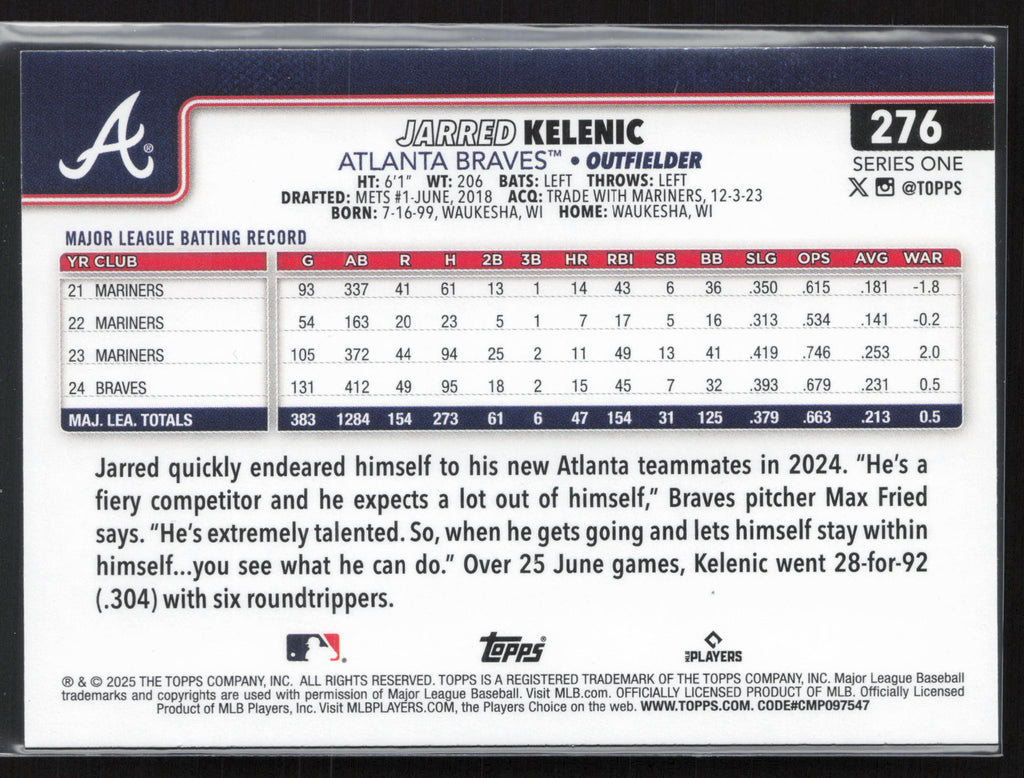 A®
276
JARRED KELENIC
ATLANTA BRAVES™ • OUTFIELDER
SERIES ONE
HT: 6'1" WT: 206 BATS: LEFT THROWS: LEFT
X @TOPPS
DRAFTED: METS #1-JUNE, 2018 ACQ: TRADE WITH MARINERS, 12-3-23
BORN: 7-16-99, WAUKESHA, WI HOME: WAUKESHA, WI
MAJOR LEAGUE BATTING RECORD
YR CLUB G AB R H 2B 3B HR RBI SB BB SLG OPS AVG WAR
21 MARINERS 93 337 41 61 13 1 14 43 6 36 .350 .615 .181 -1.8
22 MARINERS 54 163 20 23 5 1 7 17 5 16 .313 .534 .141 -0.2
23 MARINERS 105 372 44 94 25 2 11 49 13 41 .419 .746 .253 2.0
24 BRAVES 131 412 49 95 18 2 15 45 7 32 .393 .679 .231 0.5
MAJ. LEA. TOTALS 383 1284 154 273 61 6 47 154 31 125 .379 .663 .213 0.5
Jarred quickly endeared himself to his new Atlanta teammates in 2024. "He's a
fiery competitor and he expects a lot out of himself," Braves pitcher Max Fried
says. "He's extremely talented. So, when he gets going and lets himself stay within
himself...you see what he can do." Over 25 June games, Kelenic went 28-for-92
(.304) with six roundtrippers.
topps® MLB PLAYERS
® & © 2025 THE TOPPS COMPANY, INC. ALL RIGHTS RESERVED. TOPPS IS A REGISTERED TRADEMARK OF THE TOPPS COMPANY, INC. Major League Baseball
trademarks and copyrights are used with permission of Major League Baseball. Visit MLB.com. OFFICIALLY LICENSED PRODUCT OF MLB. Officially Licensed
Product of MLB Players, Inc. Visit MLBPLAYERS.COM, the Players Choice on the web. WWW.TOPPS.COM. CODE#CMP097547